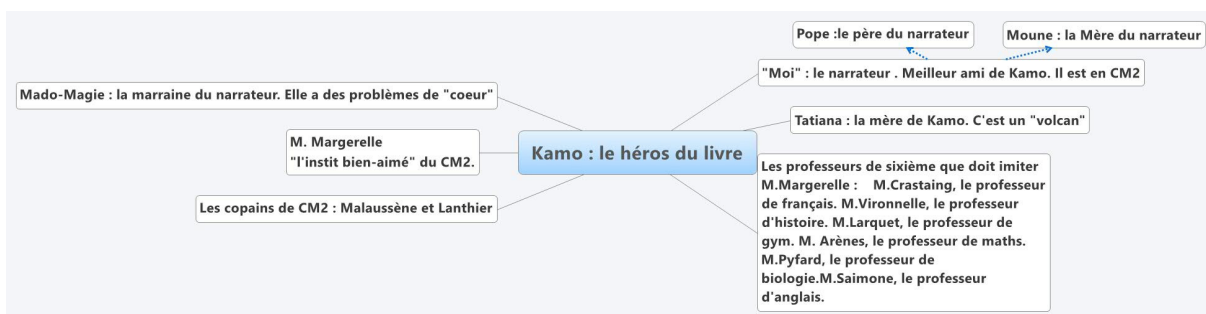 Pope :le père du narrateur
Moune : la Mère du narrateur
"Moi" : le narrateur . Meilleur ami de Kamo. Il est en CM2
Mado-Magie : la marraine du narrateur. Elle a des problèmes de "coeur"
Tatiana : la mère de Kamo. C'est un "volcan"
M. Margerelle
"l'instit bien-aimé" du CM2.
Kamo : le héros du livre
Les professeurs de sixième que doit imiter
M.Margerelle :    M.Crastaing, le professeur
de français. M.Vironnelle, le professeur
d'histoire. M.Larquet, le professeur de
gym. M. Arènes, le professeur de maths.
M.Pyfard, le professeur de
biologie.M.Saimone, le professeur
d'anglais.
Les copains de CM2 : Malaussène et Lanthier